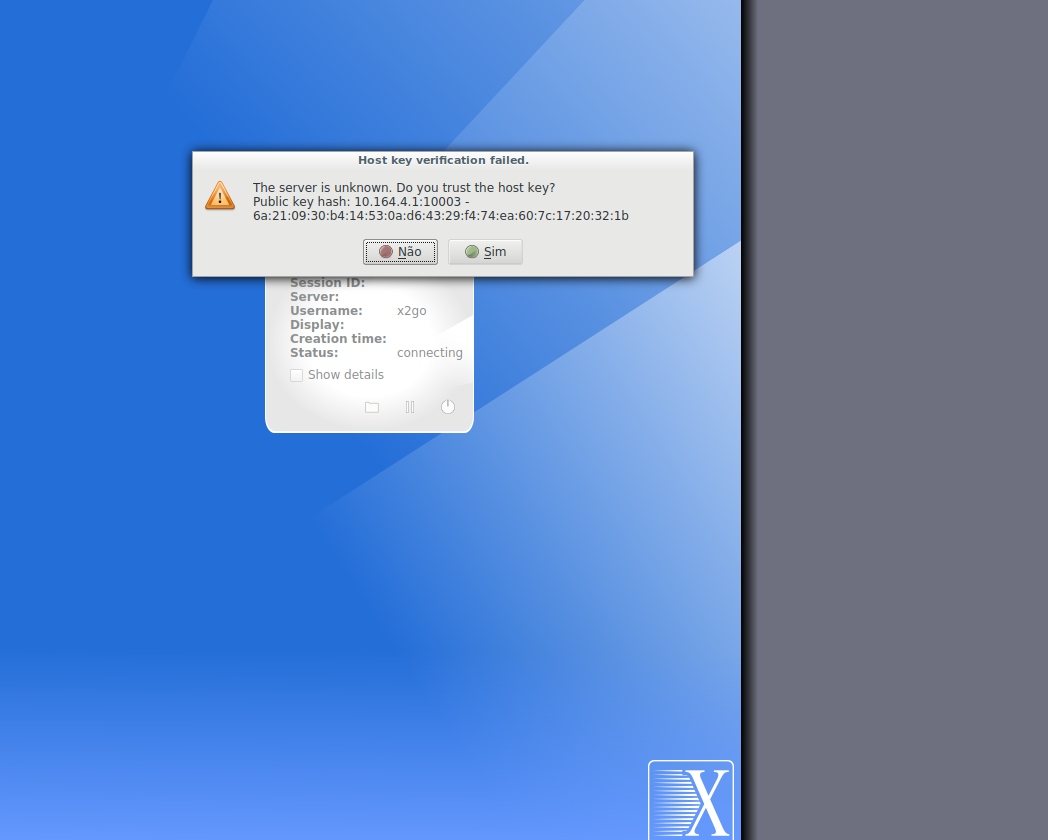 Host key verification failed.
The server is unknown. Do you trust the host key?
Public key hash: 10.164.4.1:10003 -
6a:21:09:30:b4:14:53:0a:d6:43:29:f4:74:ea:60:7c:17:20:32:1b
Não Sim
Session ID:
Server:
Username: x2go
Display:
Creation time:
Status: connecting
Show details
X